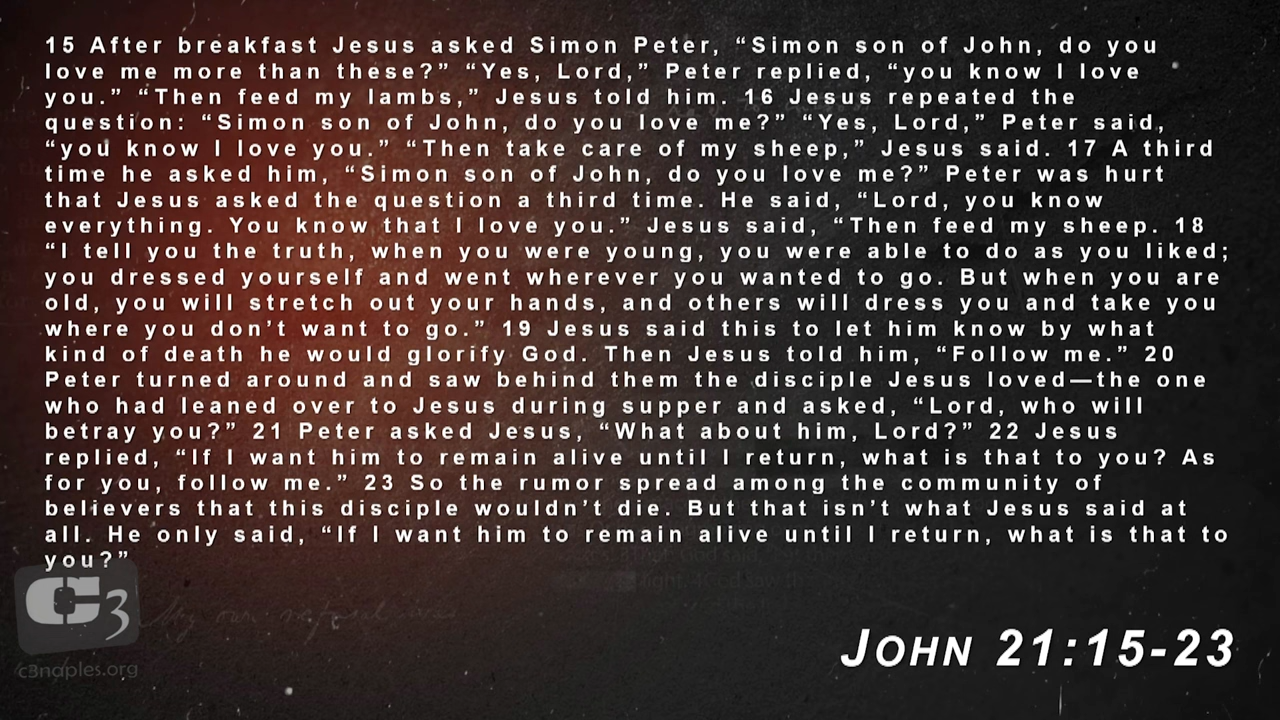 15 After breakfast Jesus asked Simon Peter, “Simon son of John, do you
love me more than these?” “Yes, Lord,” Peter replied, “you know I love
you.” “Then feed my lambs,” Jesus told him. 16 Jesus repeated the
question: “Simon son of John, do you love me?” “Yes, Lord,” Peter said,
“you know I love you.” “Then take care of my sheep,” Jesus said. 17 A third
time he asked him, “Simon son of John, do you love me?” Peter was hurt
that Jesus asked the question a third time. He said, “Lord, you know
everything. You know that I love you.” Jesus said, “Then feed my sheep. 18
“I tell you the truth, when you were young, you were able to do as you liked;
you dressed yourself and went wherever you wanted to go. But when you are
old, you will stretch out your hands, and others will dress you and take you
where you don’t want to go.” 19 Jesus said this to let him know by what
kind of death he would glorify God. Then Jesus told him, “Follow me.” 20
Peter turned around and saw behind them the disciple Jesus loved—the one
who had leaned over to Jesus during supper and asked, “Lord, who will
betray you?” 21 Peter asked Jesus, “What about him, Lord?” 22 Jesus
replied, “If I want him to remain alive until I return, what is that to you? As
for you, follow me.” 23 So the rumor spread among the community of
believers that this disciple wouldn’t die. But that isn’t what Jesus said at
all. He only said, “If I want him to remain alive until I return, what is that to
you?”
C3
c3naples.org
John 21:15-23